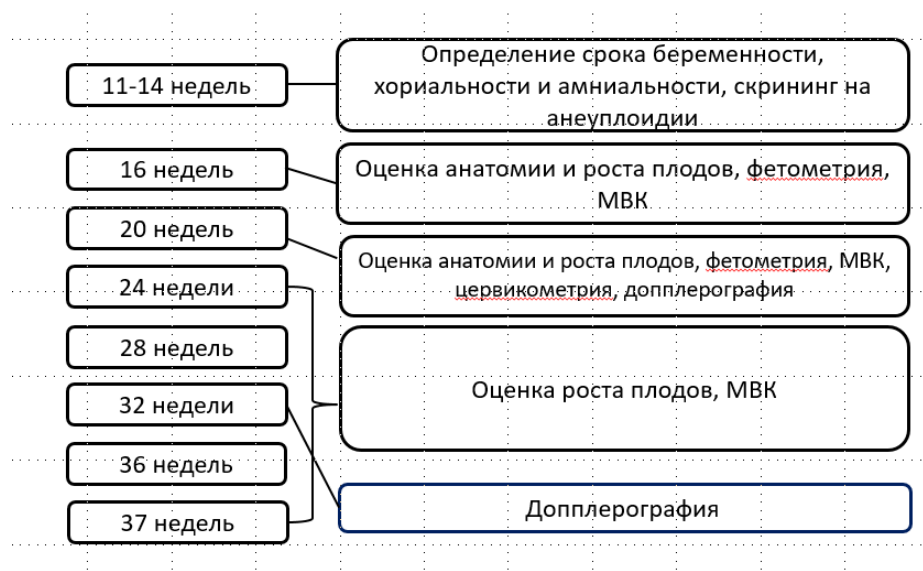 11-14 недель
Определение срока беременности,
хориальности и амниальности, скрининг на
анеуплоидии
16 недель
Оценка анатомии и роста плодов, фетометрия,
МВК
20 недель
Оценка анатомии и роста плодов, фетометрия, МВК,
цервикометрия, допплерография
24 недели
28 недель
32 недели
36 недель
37 недель
Оценка роста плодов, МВК
Допплерография